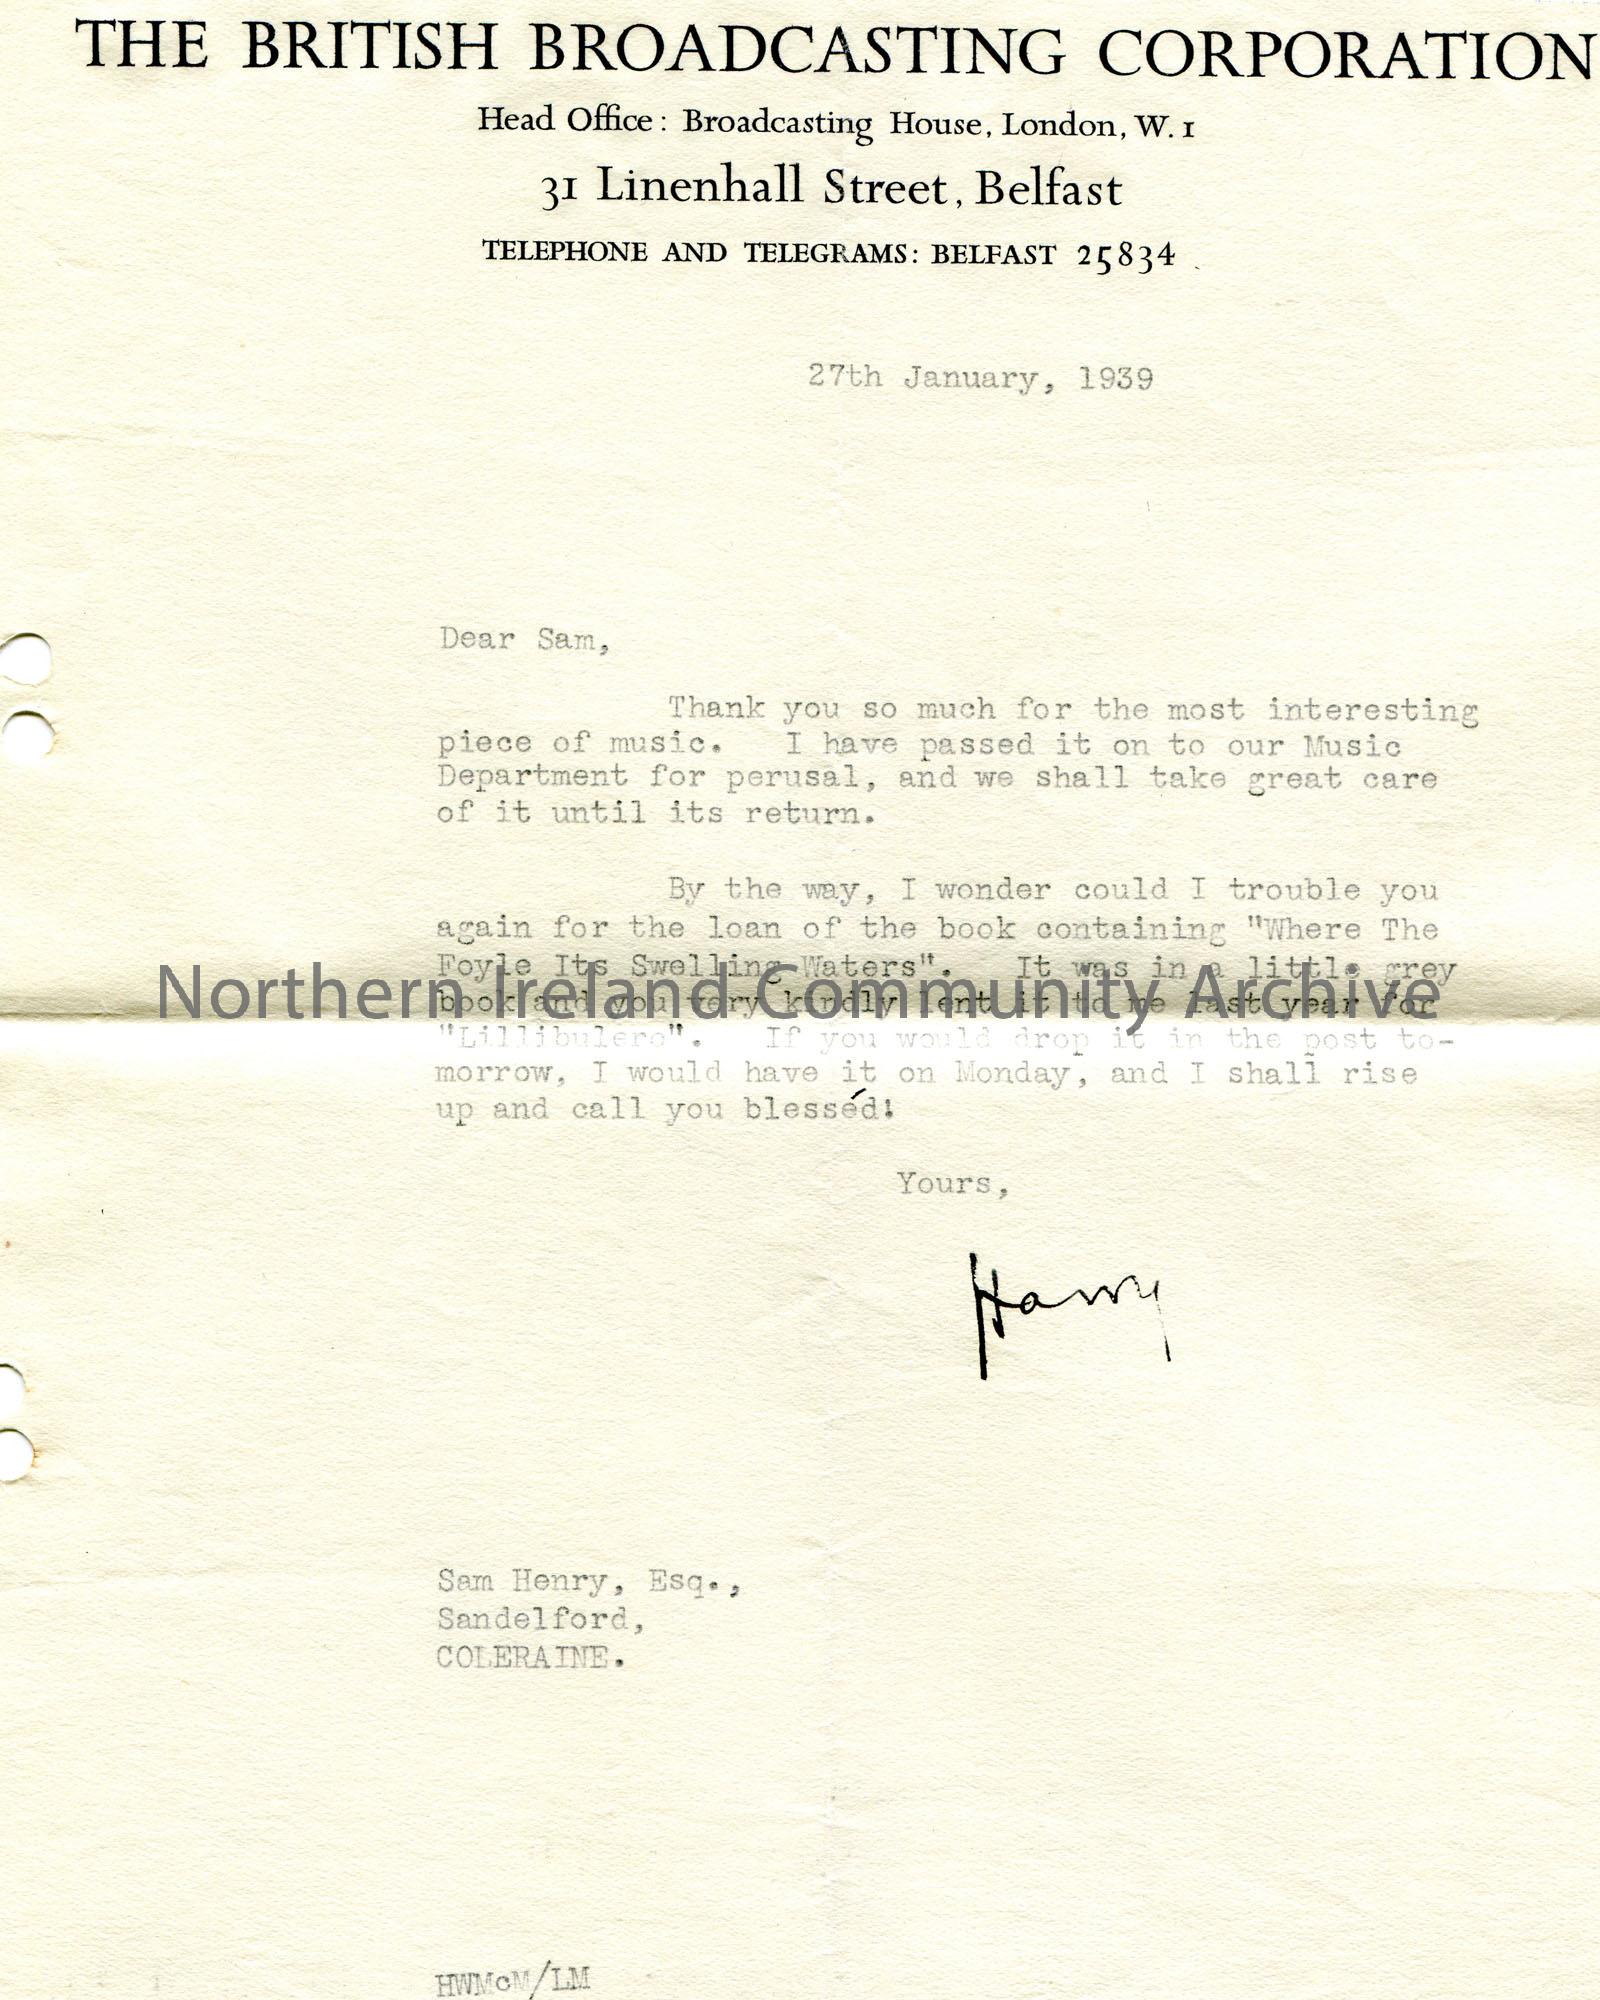 THE BRITISH BROADCASTING CORPORATION
Head Office: Broadcasting House, London, W. 1
31 Linenhall Street, Belfast
TELEPHONE AND TELEGRAMS: BELFAST 25834
27th January, 1939
Dear Sam,
Thank you so much for the most interesting
piece of music. I have passed it on to our Music
Department for perusal, and we shall take great care
of it until its return.
By the way, I wonder could I trouble you
again for the loan of the book containing "Where The
Foyle Its Swelling Waters". It was in a little grey
Northern Ireland Community Archive
book and you very kindly lent it to me last year for
"Lillibulero". If you would drop it in the post to-
morrow, I would have it on Monday, and I shall rise
up and call you blesséd!
Yours,
Harry
Sam Henry, Esq.,
Sandelford,
COLERAINE.
HWMcM/LM